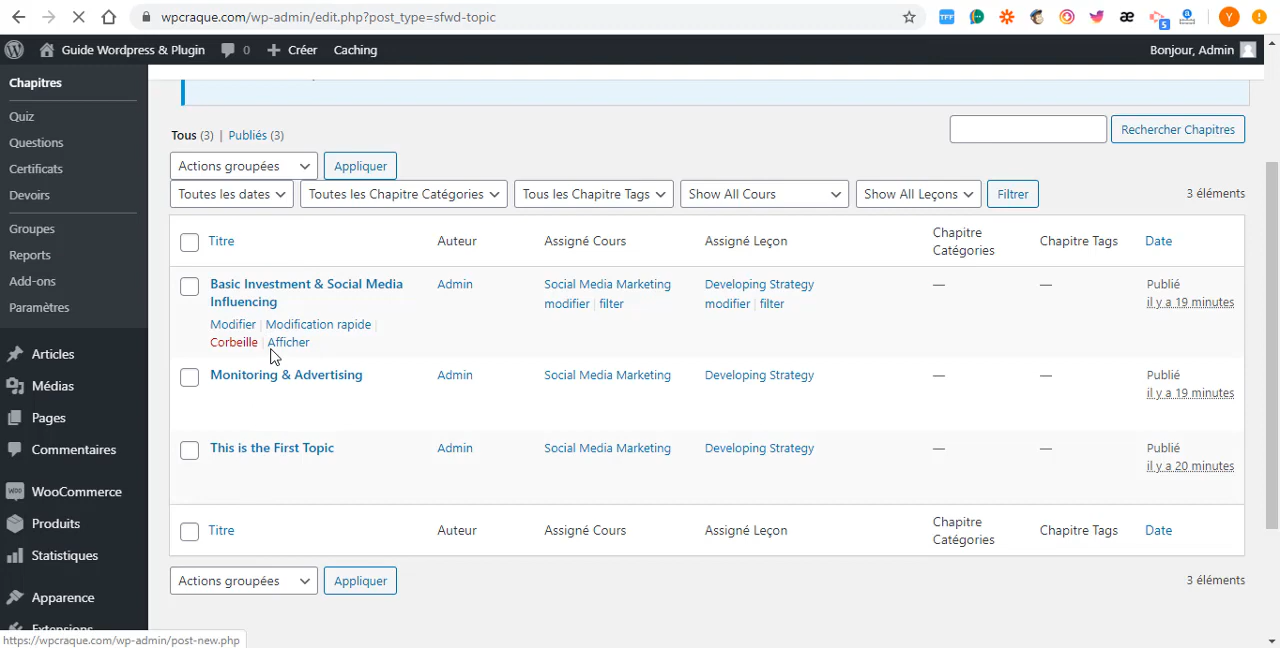 wpcraque.com/wp-admin/edit.php?post_type=sfwd-topic
TFF
æ
5
Y
Guide Wordpress & Plugin
0
Créer
Caching
Bonjour, Admin
Chapitres
Quiz
Questions
Certificats
Devoirs
Groupes
Reports
Add-ons
Paramètres
Articles
Médias
Pages
Commentaires
WooCommerce
Produits
Statistiques
Apparence
Extensions
Tous (3) | Publiés (3)
Rechercher Chapitres
Actions groupées
Appliquer
Toutes les dates
Toutes les Chapitre Catégories
Tous les Chapitre Tags
Show All Cours
Show All Leçons
Filtrer
3 éléments
Titre
Auteur
Assigné Cours
Assigné Leçon
Chapitre
Catégories
Chapitre Tags
Date
Basic Investment & Social Media
Influencing
Modifier | Modification rapide |
Corbeille | Afficher
Admin
Social Media Marketing
modifier | filter
Developing Strategy
modifier | filter
—
—
Publié
il y a 19 minutes
Monitoring & Advertising
Admin
Social Media Marketing
Developing Strategy
—
—
Publié
il y a 19 minutes
This is the First Topic
Admin
Social Media Marketing
Developing Strategy
—
—
Publié
il y a 20 minutes
Titre
Auteur
Assigné Cours
Assigné Leçon
Chapitre
Catégories
Chapitre Tags
Date
Actions groupées
Appliquer
3 éléments
https://wpcraque.com/wp-admin/post-new.php